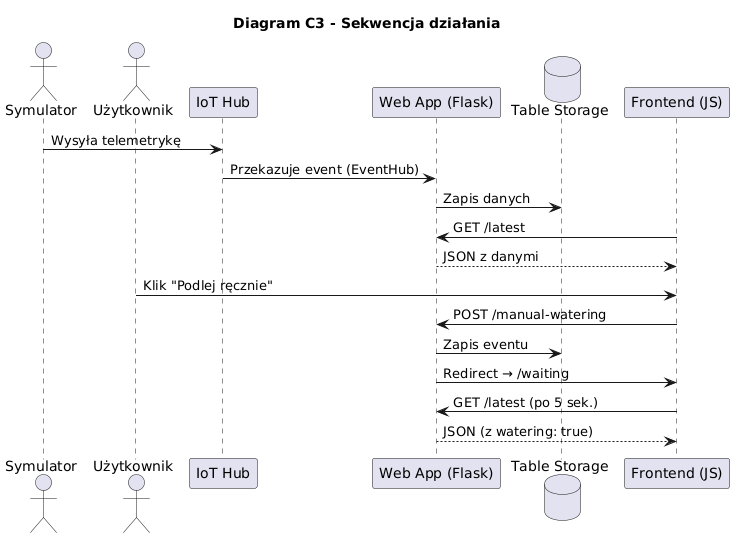 Diagram C3 - Sekwencja działania
Symulator
Użytkownik
IoT Hub
Web App (Flask)
Table Storage
Frontend (JS)
Wysyła telemetrykę
Przekazuje event (EventHub)
Zapis danych
GET /latest
JSON z danymi
Klik "Podlej ręcznie"
POST /manual-watering
Zapis eventu
Redirect → /waiting
GET /latest (po 5 sek.)
JSON (z watering: true)
Symulator
Użytkownik
IoT Hub
Web App (Flask)
Table Storage
Frontend (JS)